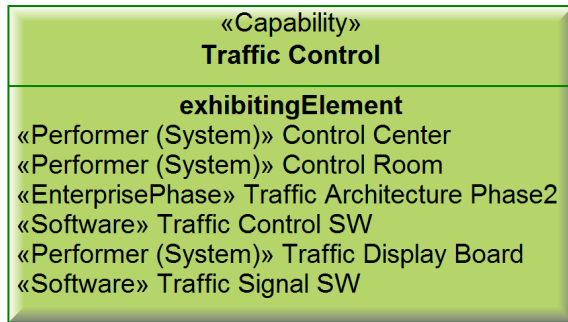 «Capability»
Traffic Control
exhibitingElement
«Performer (System)» Control Center
«Performer (System)» Control Room
«EnterprisePhase» Traffic Architecture Phase2
«Software» Traffic Control SW
«Performer (System)» Traffic Display Board
«Software» Traffic Signal SW